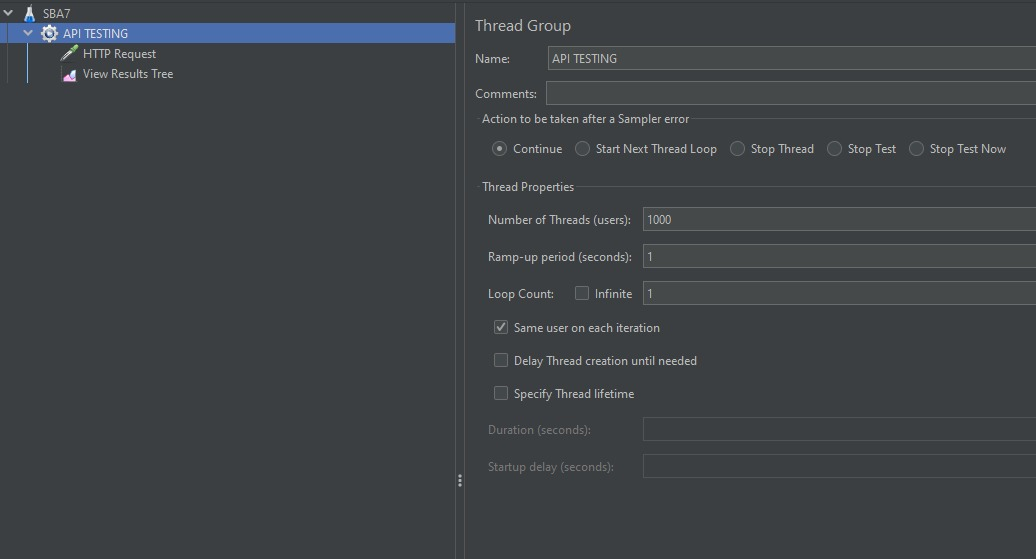 SBA7
API TESTING
HTTP Request
View Results Tree
Thread Group
Name: API TESTING
Comments:
Action to be taken after a Sampler error
Continue Start Next Thread Loop Stop Thread Stop Test Stop Test Now
Thread Properties
Number of Threads (users): 1000
Ramp-up period (seconds): 1
Loop Count: Infinite 1
Same user on each iteration
Delay Thread creation until needed
Specify Thread lifetime
Duration (seconds):
Startup delay (seconds):